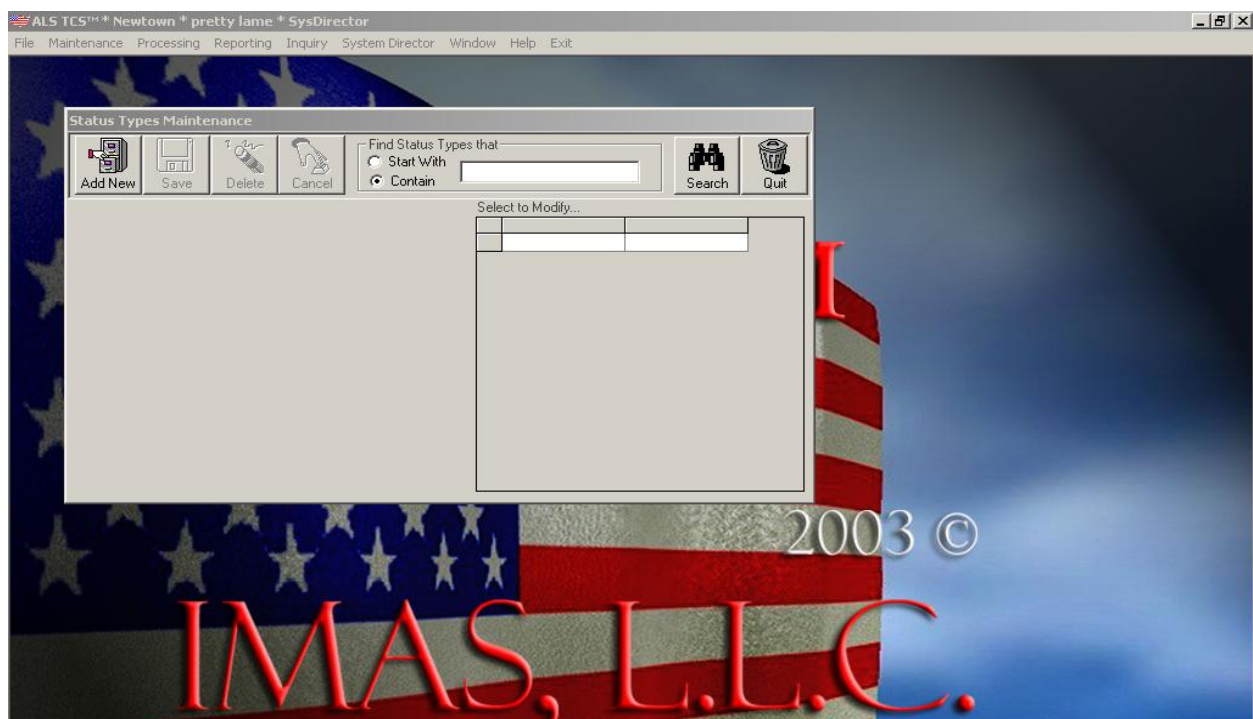 ALS TCS™ * Newtown * pretty lame * SysDirector
File Maintenance Processing Reporting Inquiry System Director Window Help Exit
Status Types Maintenance
Add New Save Delete Cancel
Find Status Types that
Start With
Contain
Search Quit
Select to Modify...
2003 ©
IMAS, L.L.C.